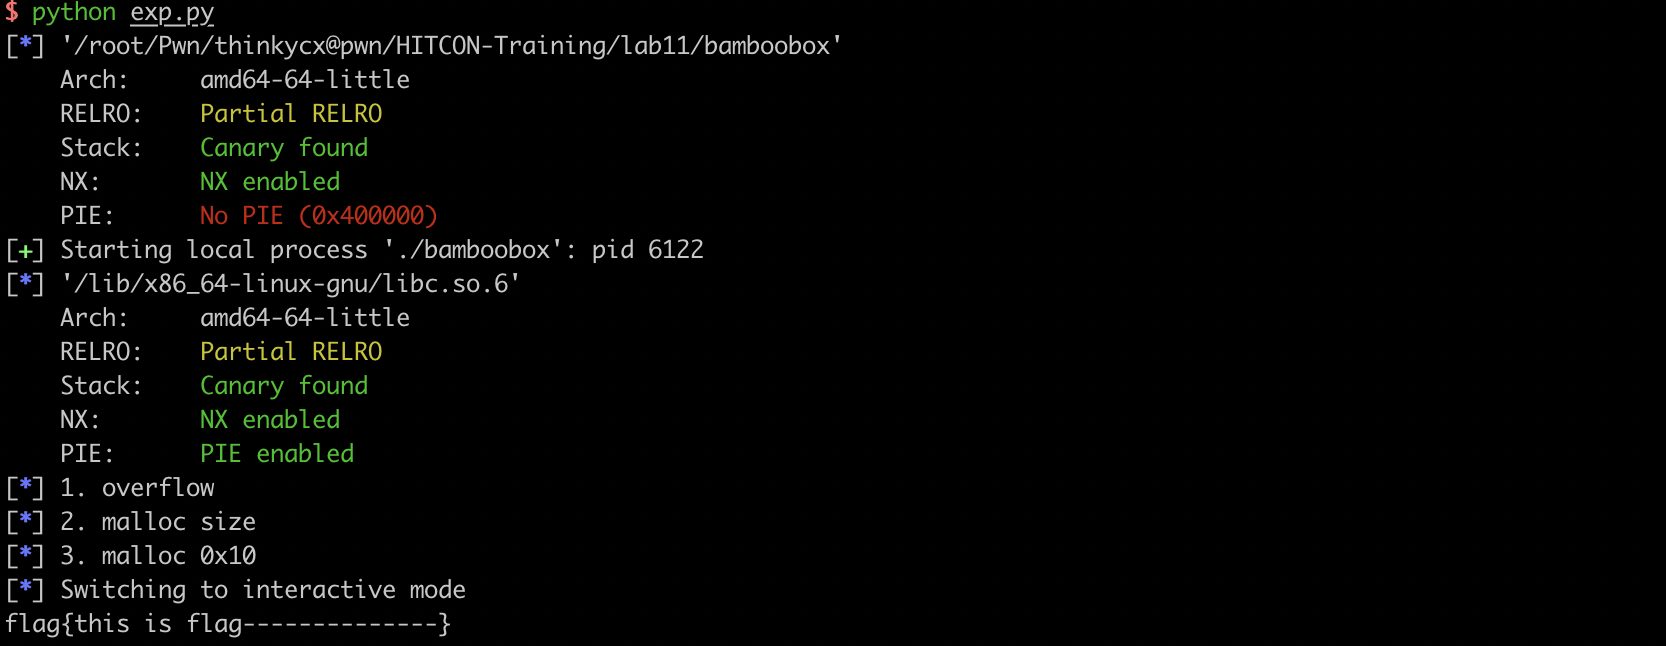 $ python exp.py
[*] '/root/Pwn/thinkycx@pwn/HITCON-Training/lab11/bamboobox'
    Arch:     amd64-64-little
    RELRO:    Partial RELRO
    Stack:    Canary found
    NX:       NX enabled
    PIE:      No PIE (0x400000)
[+] Starting local process './bamboobox': pid 6122
[*] '/lib/x86_64-linux-gnu/libc.so.6'
    Arch:     amd64-64-little
    RELRO:    Partial RELRO
    Stack:    Canary found
    NX:       NX enabled
    PIE:      PIE enabled
[*] 1. overflow
[*] 2. malloc size
[*] 3. malloc 0x10
[*] Switching to interactive mode
flag{this is flag--------------}